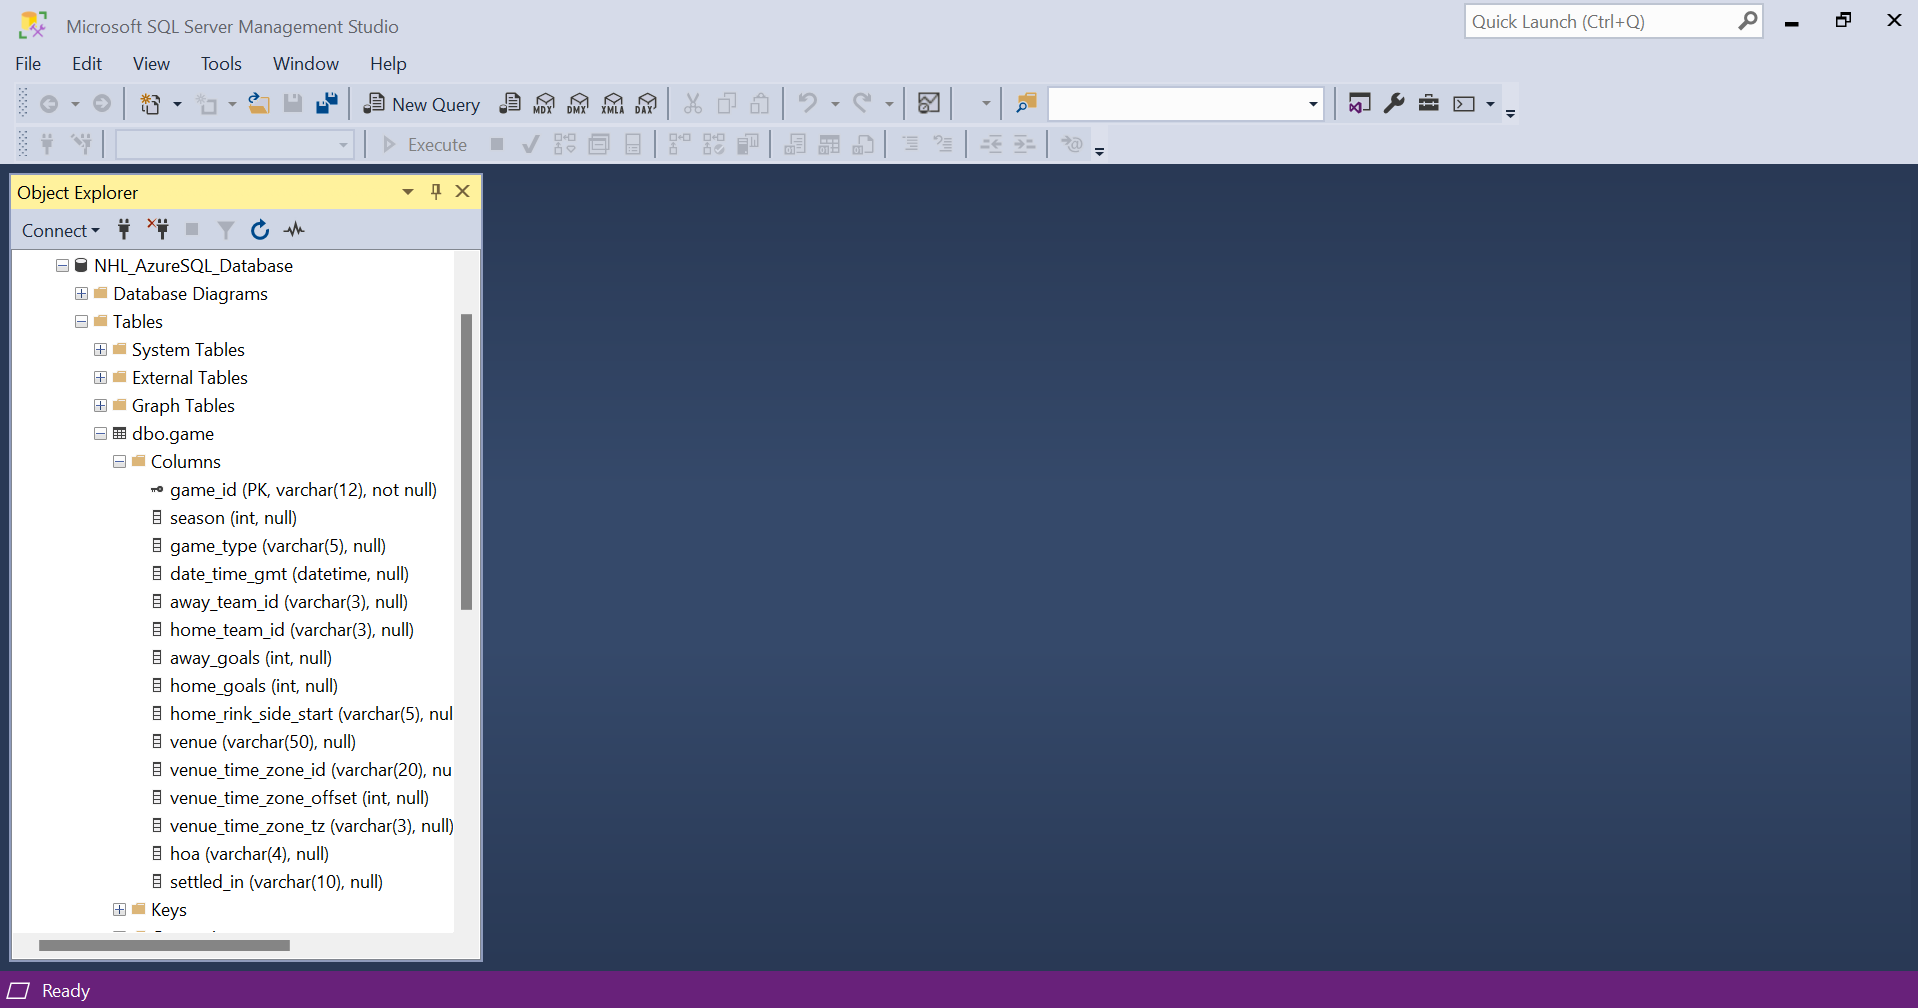 Microsoft SQL Server Management Studio
Quick Launch (Ctrl+Q)
File Edit View Tools Window Help
New Query MDX DMX XMLA DAX
Execute
Object Explorer
Connect
NHL_AzureSQL_Database
Database Diagrams
Tables
System Tables
External Tables
Graph Tables
dbo.game
Columns
game_id (PK, varchar(12), not null)
season (int, null)
game_type (varchar(5), null)
date_time_gmt (datetime, null)
away_team_id (varchar(3), null)
home_team_id (varchar(3), null)
away_goals (int, null)
home_goals (int, null)
home_rink_side_start (varchar(5), nul
venue (varchar(50), null)
venue_time_zone_id (varchar(20), nu
venue_time_zone_offset (int, null)
venue_time_zone_tz (varchar(3), null)
hoa (varchar(4), null)
settled_in (varchar(10), null)
Keys
Ready